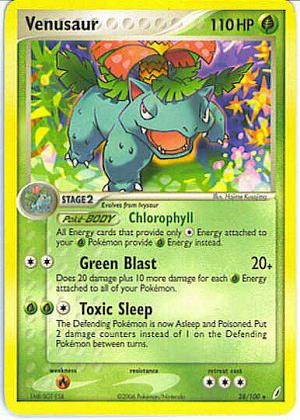 Venusaur 110 HP
Illus. Hajime Kusajima
STAGE 2 Evolves from Ivysaur
Poké-BODY Chlorophyll
All Energy cards that provide only Energy attached to
your Pokémon provide Energy instead.
Green Blast 20+
Does 20 damage plus 10 more damage for each Energy
attached to all of your Pokémon.
Toxic Sleep
The Defending Pokémon is now Asleep and Poisoned. Put
2 damage counters instead of 1 on the Defending
Pokémon between turns.
weakness resistance retreat cost
©2006 Pokémon/Nintendo 28/100 ★